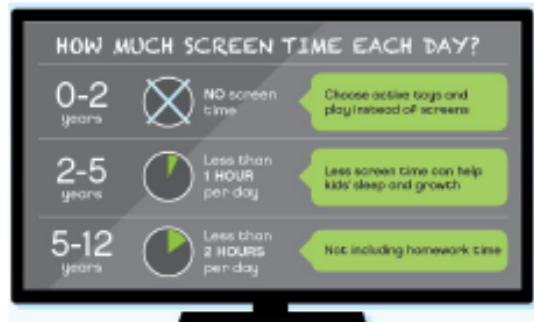 HOW MUCH SCREEN TIME EACH DAY?
0-2
years
NO screen
time
Choose active toys and
play instead of screens
2-5
years
Less than
1 HOUR
per day
Less screen time can help
kids' sleep and growth
5-12
years
Less than
2 HOURS
per day
Not including homework time